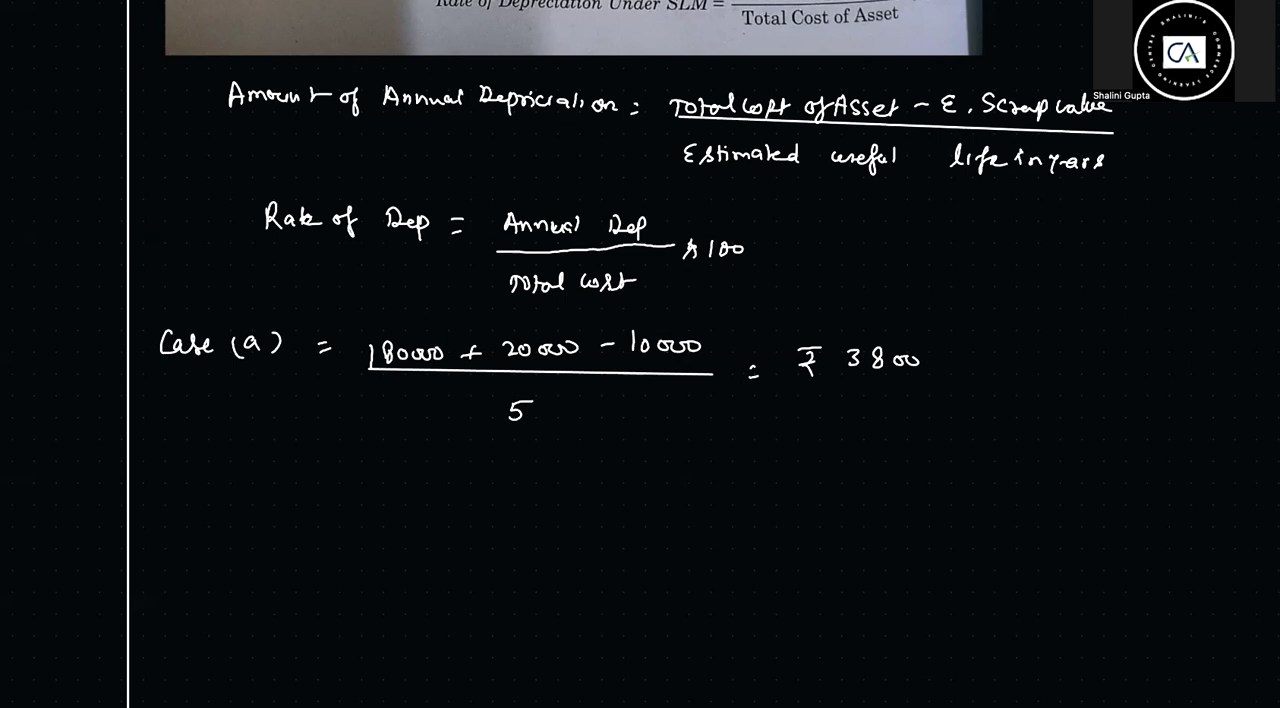 Rate of Depreciation Under SLM =
Total Cost of Asset
Shalini Gupta
Amount of Annual Depriciation = Total cost of Asset - E. Scrap value
Estimated useful life in years
Rate of Dep = Annual Dep
x 100
Total cost
Case (a) = 18000 + 20000 - 10000
= ₹ 3800
5